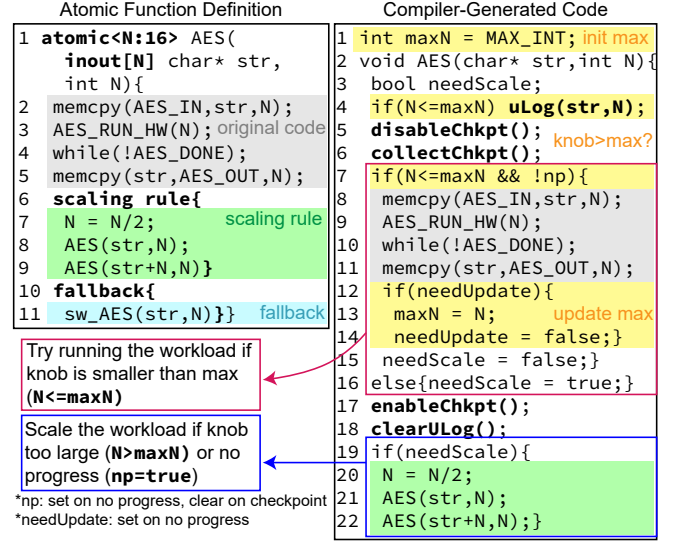 Atomic Function Definition
1 atomic<N:16> AES(
inout[N] char* str,
int N){
2 memcpy(AES_IN,str,N);
3 AES_RUN_HW(N); original code
4 while(!AES_DONE);
5 memcpy(str,AES_OUT,N);
6 scaling rule{
7 N = N/2; scaling rule
8 AES(str,N);
9 AES(str+N,N)}
10 fallback{
11 sw_AES(str,N)}} fallback
Try running the workload if
knob is smaller than max
(N<=maxN)
Scale the workload if knob
too large (N>maxN) or no
progress (np=true)
*np: set on no progress, clear on checkpoint
*needUpdate: set on no progress
Compiler-Generated Code
1 int maxN = MAX_INT; init max
2 void AES(char* str,int N){
3 bool needScale;
4 if(N<=maxN) uLog(str,N);
5 disableChkpt();
knob>max?
6 collectChkpt();
7 if(N<=maxN && !np){
8 memcpy(AES_IN,str,N);
9 AES_RUN_HW(N);
10 while(!AES_DONE);
11 memcpy(str,AES_OUT,N);
12 if(needUpdate){
13 maxN = N; update max
14 needUpdate = false;}
15 needScale = false;}
16 else{needScale = true;}
17 enableChkpt();
18 clearULog();
19 if(needScale){
20 N = N/2;
21 AES(str,N);
22 AES(str+N,N);}